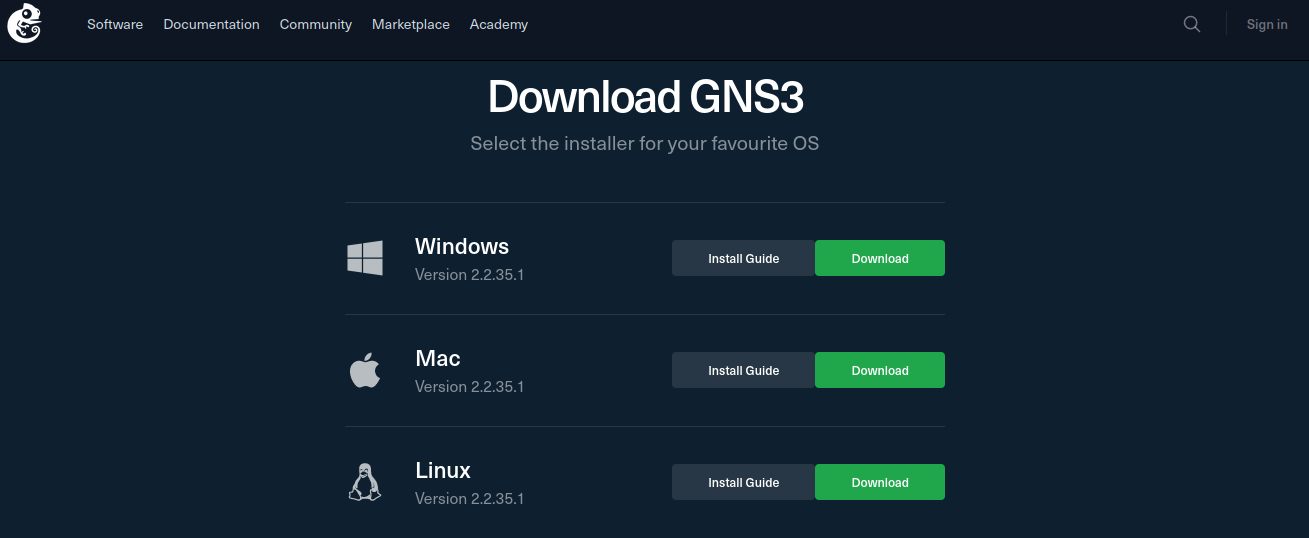 Software Documentation Community Marketplace Academy Sign in
Download GNS3
Select the installer for your favourite OS
Windows
Version 2.2.35.1
Install Guide Download
Mac
Version 2.2.35.1
Install Guide Download
Linux
Version 2.2.35.1
Install Guide Download